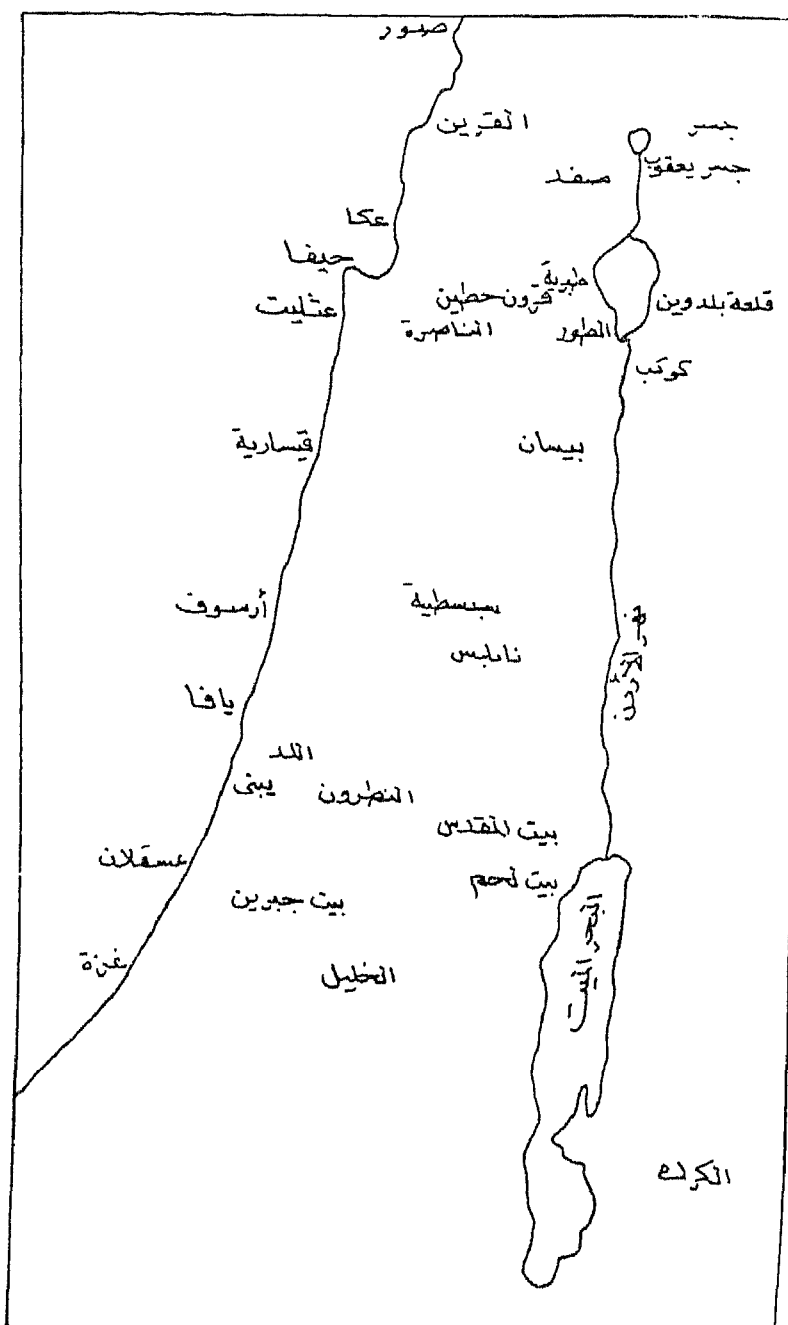 صور
القرين
جسر
جسر يعقوب
صفد
عكا
حيفا
طبرية
قرون حطين
عثليت
قلعة بلدوين
الناصرة
الطور
كوكب
قيسارية
بيسان
أرسوف
سبسطية
نابلس
نهر الأردن
يافا
اللد
يبنى
النطرون
بيت المقدس
عسقلان
بيت لحم
بيت جبرين
البحر الميت
غزة
الخليل
الكرك